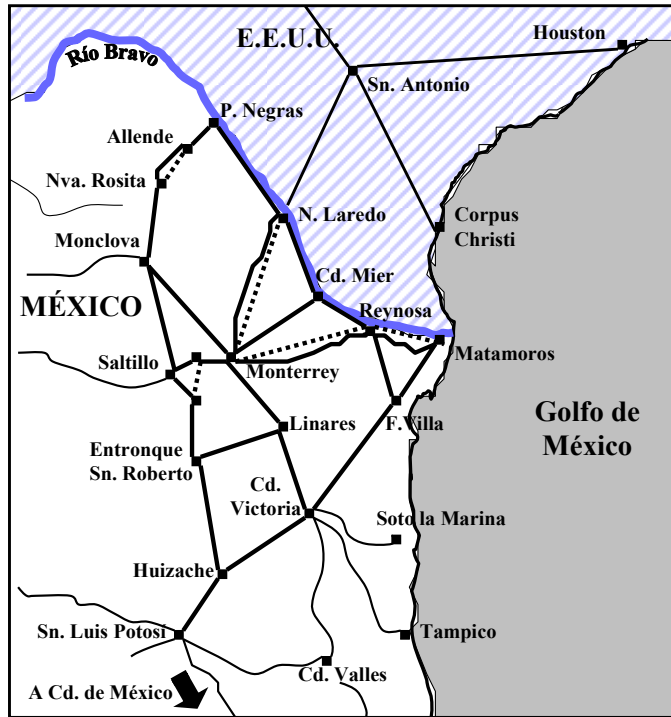 Houston
E.E.U.U.
Río Bravo
Sn. Antonio
P. Negras
Allende
Nva. Rosita
N. Laredo
Corpus
Christi
Monclova
Cd. Mier
MÉXICO
Reynosa
Matamoros
Saltillo
Monterrey
Golfo de
México
Linares
F.Villa
Entronque
Sn. Roberto
Cd.
Victoria
Soto la Marina
Huizache
Sn. Luis Potosí
Tampico
Cd. Valles
A Cd. de México